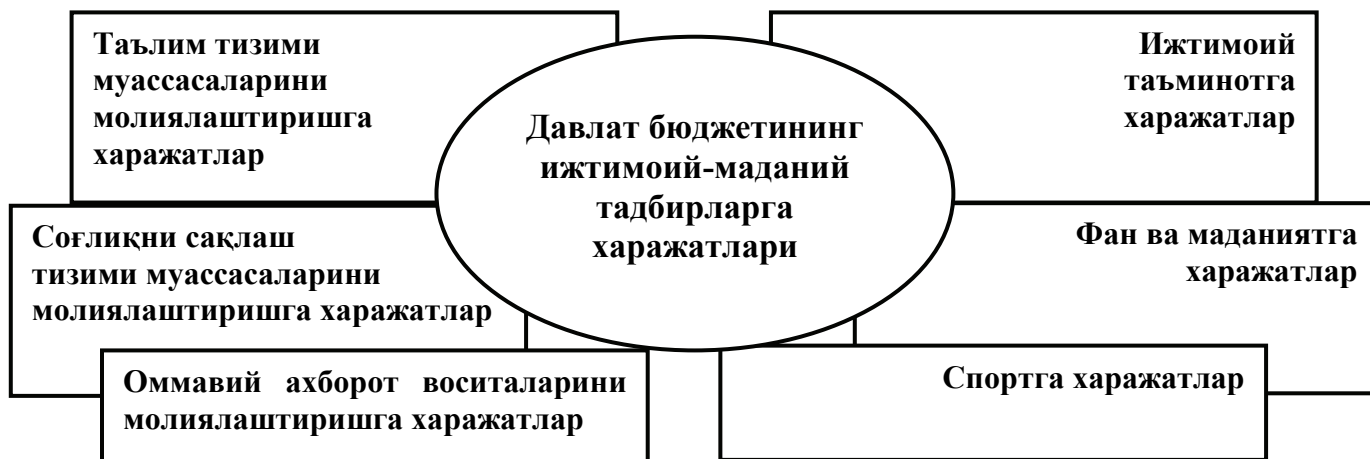 Таълим тизими
муассасаларини
молиялаштиришга
харажатлар
Ижтимоий
таъминотга
харажатлар
Давлат бюджетининг
ижтимоий-маданий
тадбирларга
харажатлари
Соғлиқни сақлаш
тизими муассасаларини
молиялаштиришга харажатлар
Фан ва маданиятга
харажатлар
Оммавий ахборот воситаларини
молиялаштиришга харажатлар
Спортга харажатлар